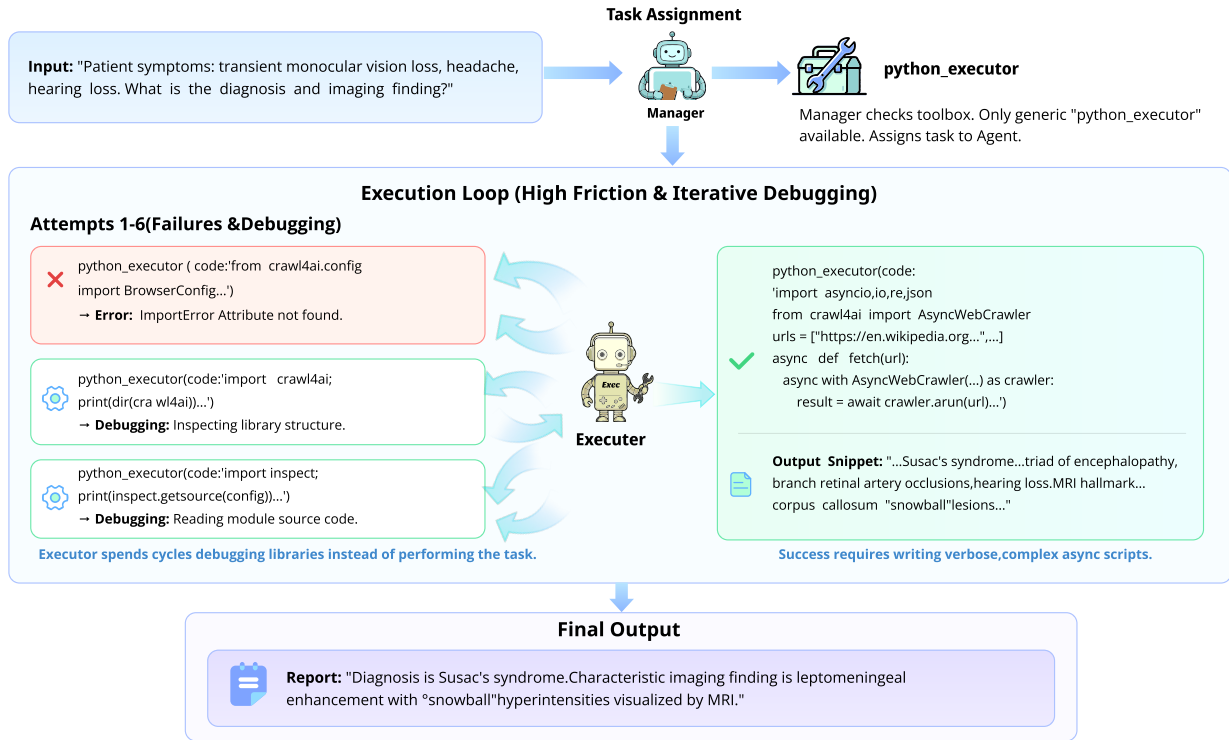 Task Assignment
Input: "Patient symptoms: transient monocular vision loss, headache,
hearing loss. What is the diagnosis and imaging finding?"
Manager
python_executor
Manager checks toolbox. Only generic "python_executor"
available. Assigns task to Agent.
Execution Loop (High Friction & Iterative Debugging)
Attempts 1-6(Failures &Debugging)
python_executor ( code:'from crawl4ai.config
import BrowserConfig...')
→ Error: ImportError Attribute not found.
python_executor(code:'import crawl4ai;
print(dir(cra wl4ai))...')
→ Debugging: Inspecting library structure.
python_executor(code:'import inspect;
print(inspect.getsource(config))...')
→ Debugging: Reading module source code.
Executor spends cycles debugging libraries instead of performing the task.
Exec
Executer
python_executor(code:
'import asyncio,io,re,json
from crawl4ai import AsyncWebCrawler
urls = ["https://en.wikipedia.org...",...]
async def fetch(url):
async with AsyncWebCrawler(...) as crawler:
result = await crawler.arun(url)...')
Output Snippet: "...Susac's syndrome...triad of encephalopathy,
branch retinal artery occlusions,hearing loss.MRI hallmark...
corpus callosum "snowball"lesions..."
Success requires writing verbose,complex async scripts.
Final Output
Report: "Diagnosis is Susac's syndrome.Characteristic imaging finding is leptomeningeal
enhancement with °snowball"hyperintensities visualized by MRI."